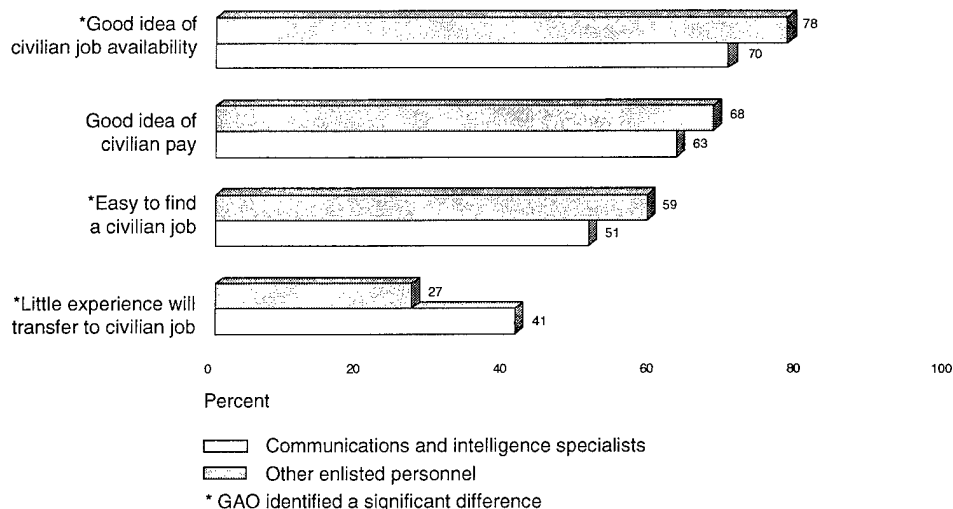 *Good idea of
civilian job availability
78
70
Good idea of
civilian pay
68
63
*Easy to find
a civilian job
59
51
*Little experience will
transfer to civilian job
27
41
0 20 40 60 80 100
Percent
Communications and intelligence specialists
Other enlisted personnel
* GAO identified a significant difference